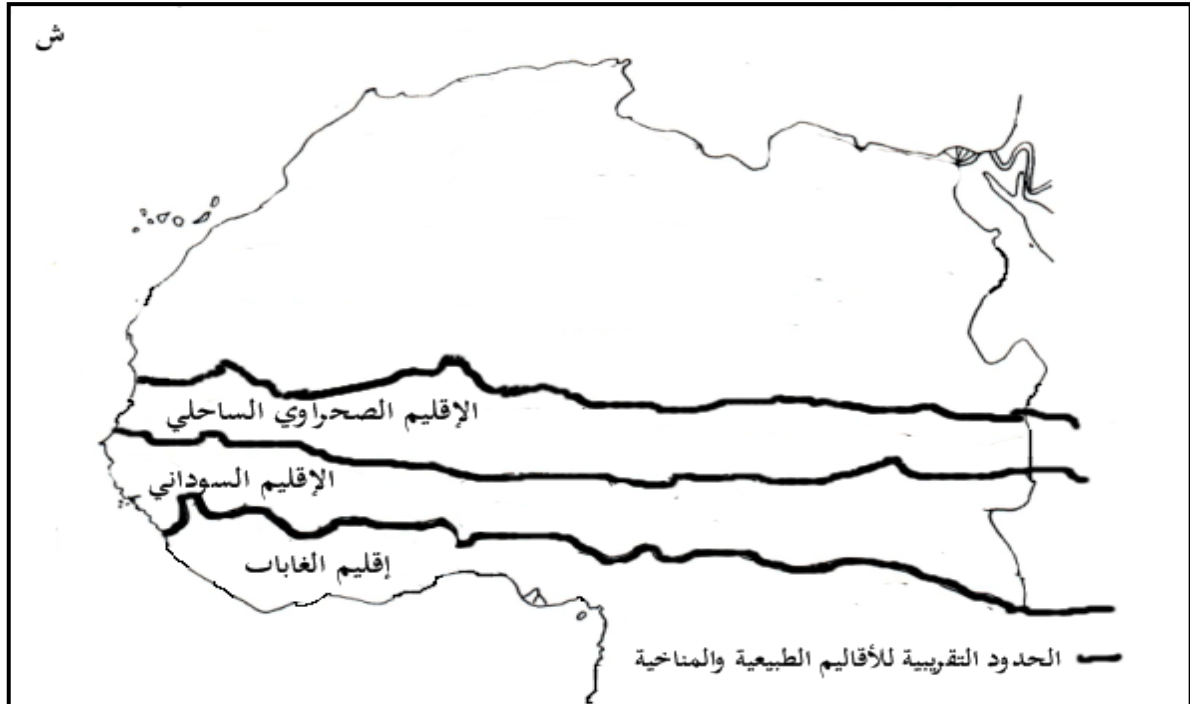 ش
الإقليم الصحراوي الساحلي
الإقليم السوداني
إقليم الغابات
الحدود التقريبية للأقاليم الطبيعية والمناخية